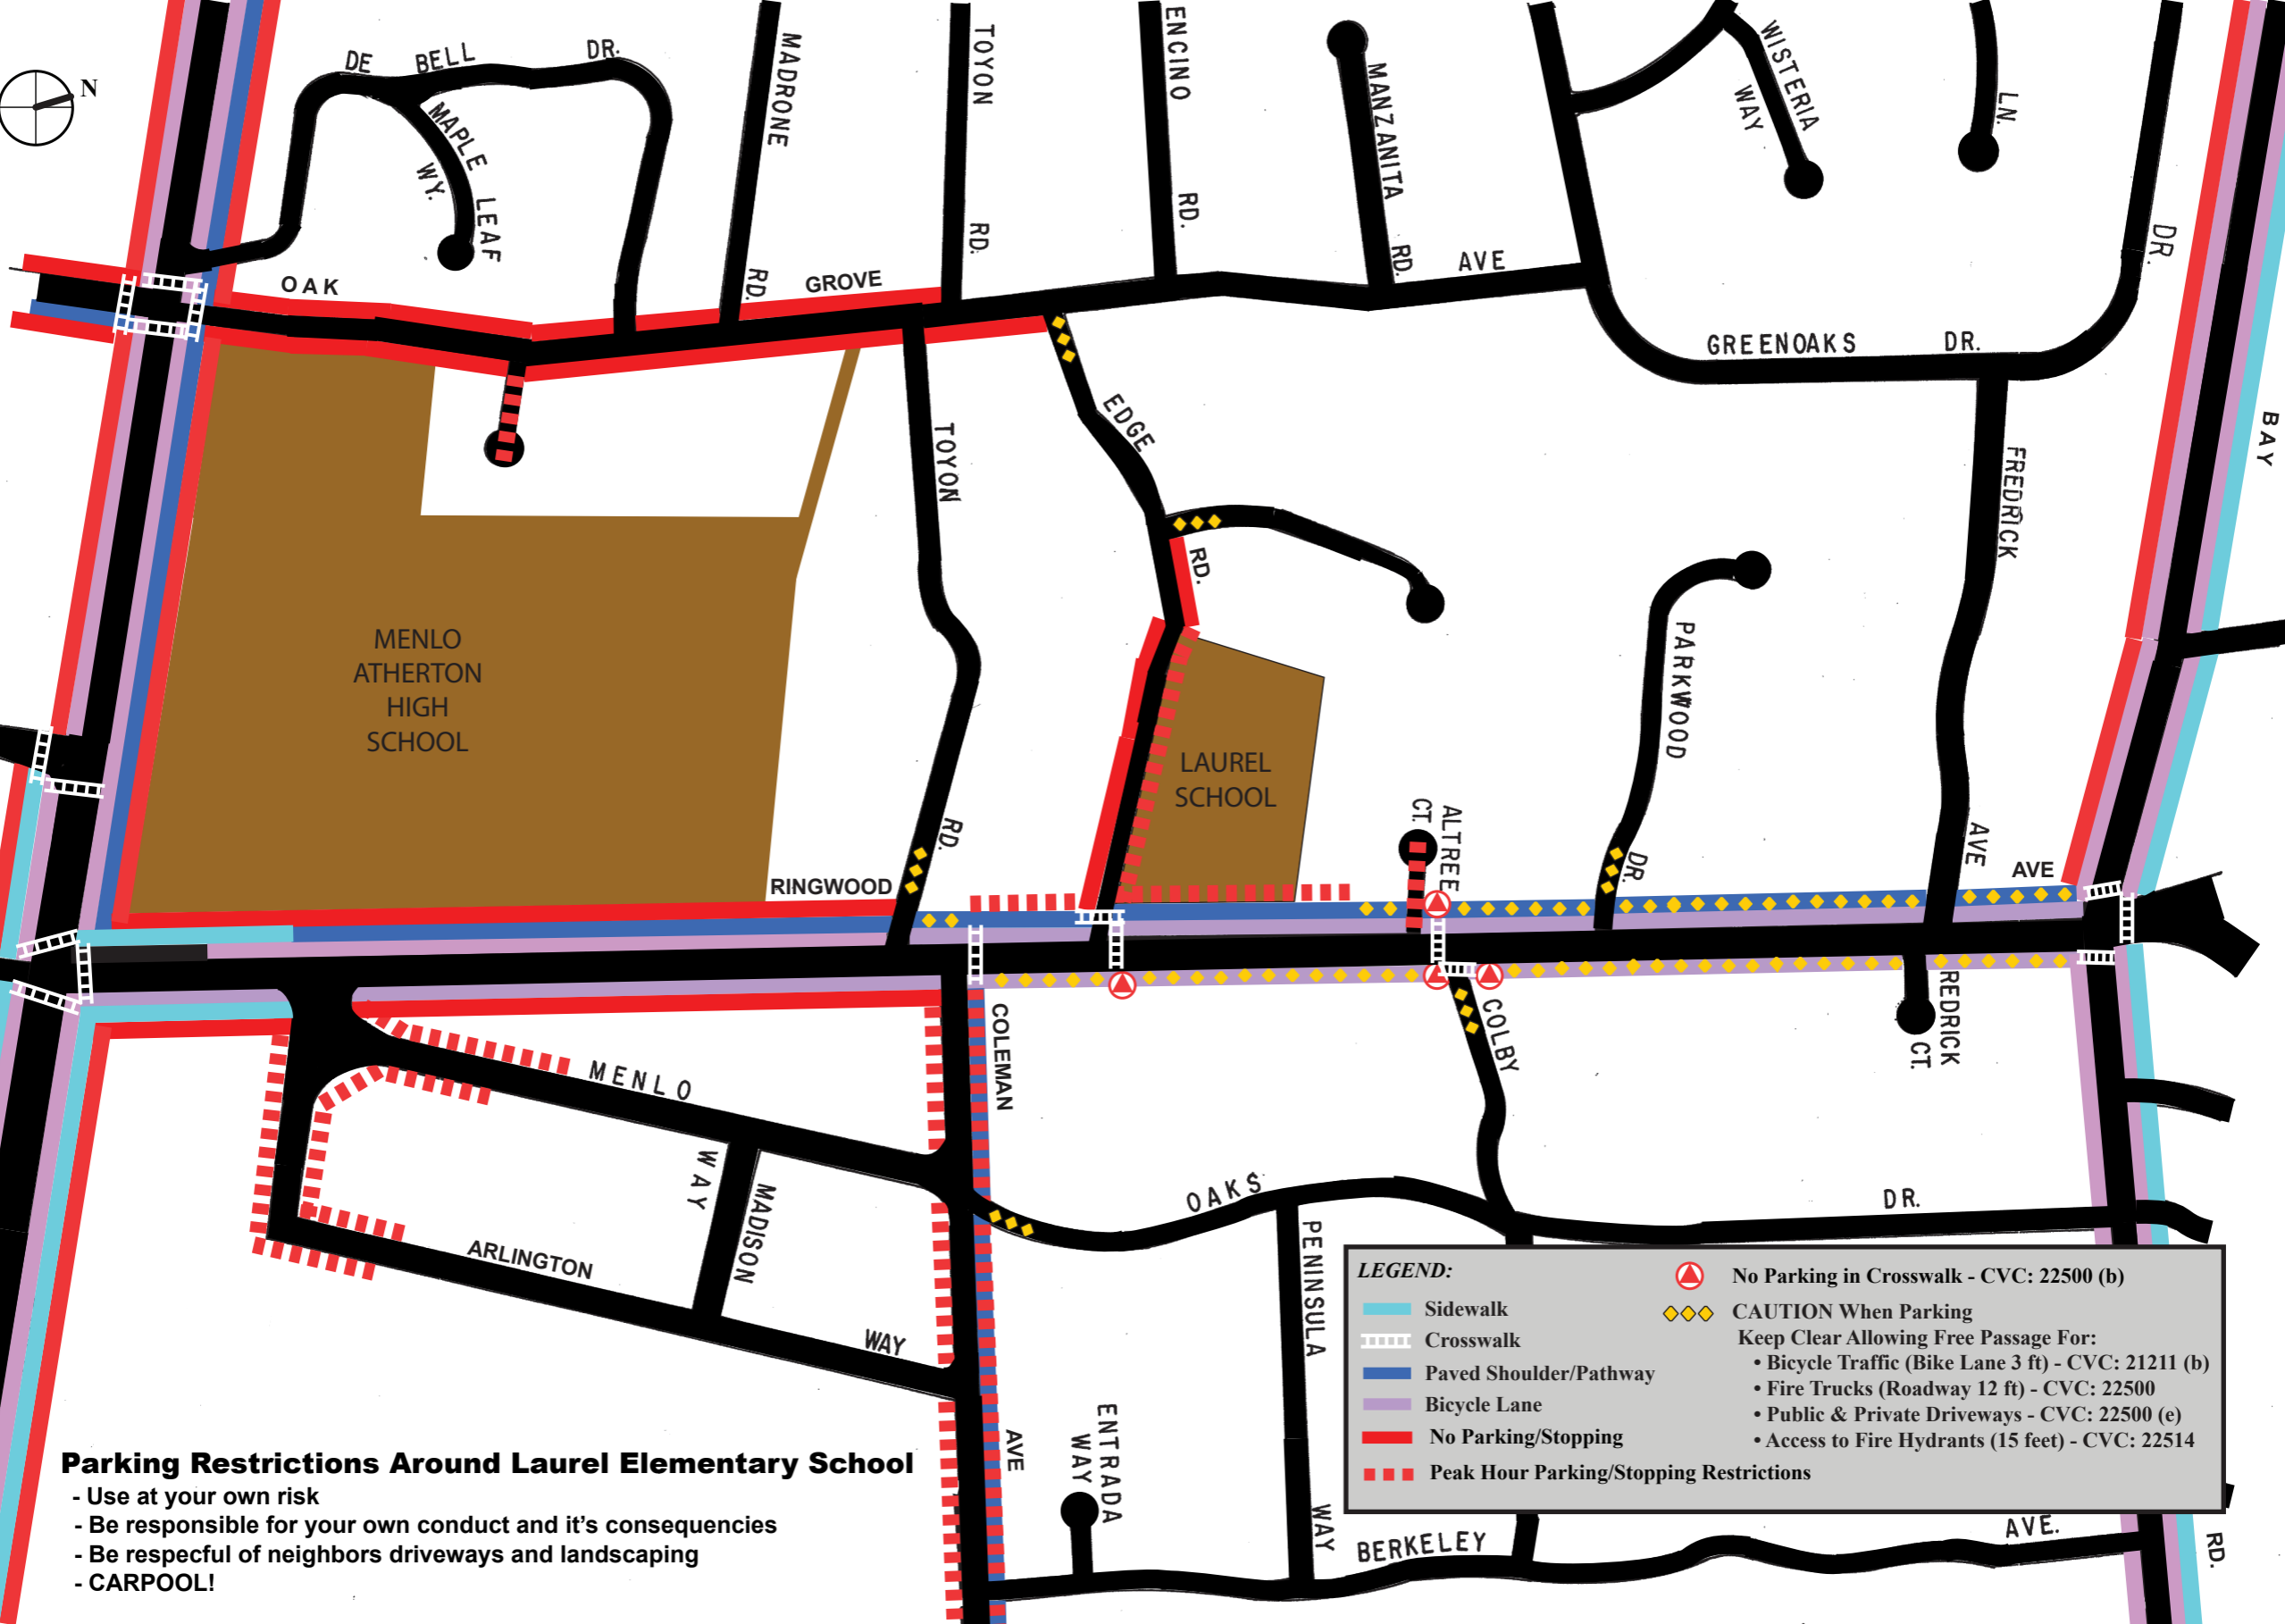 N
DE BELL DR.
MAPLE LEAF
WY.
MADRONE RD.
TOYON RD.
ENCINO RD.
MANZANITA RD.
WISTERIA
WAY
LN.
DR.
OAK GROVE AVE
GREENOAKS DR.
BAY
EDGE RD.
TOYON RD.
FREDRICK AVE
PARKWOOD DR.
MENLO
ATHERTON
HIGH
SCHOOL
LAUREL
SCHOOL
ALTREE
CT.
RINGWOOD AVE
COLEMAN AVE
COLBY
REDRICK
CT.
MENLO OAKS DR.
WAY
MADISON
ARLINGTON WAY
PENINSULA WAY
ENTRADA
WAY
BERKELEY AVE.
RD.
LEGEND:
Sidewalk
Crosswalk
Paved Shoulder/Pathway
Bicycle Lane
No Parking/Stopping
Peak Hour Parking/Stopping Restrictions
No Parking in Crosswalk - CVC: 22500 (b)
CAUTION When Parking
Keep Clear Allowing Free Passage For:
• Bicycle Traffic (Bike Lane 3 ft) - CVC: 21211 (b)
• Fire Trucks (Roadway 12 ft) - CVC: 22500
• Public & Private Driveways - CVC: 22500 (e)
• Access to Fire Hydrants (15 feet) - CVC: 22514
Parking Restrictions Around Laurel Elementary School
- Use at your own risk
- Be responsible for your own conduct and it's consequencies
- Be respecful of neighbors driveways and landscaping
- CARPOOL!